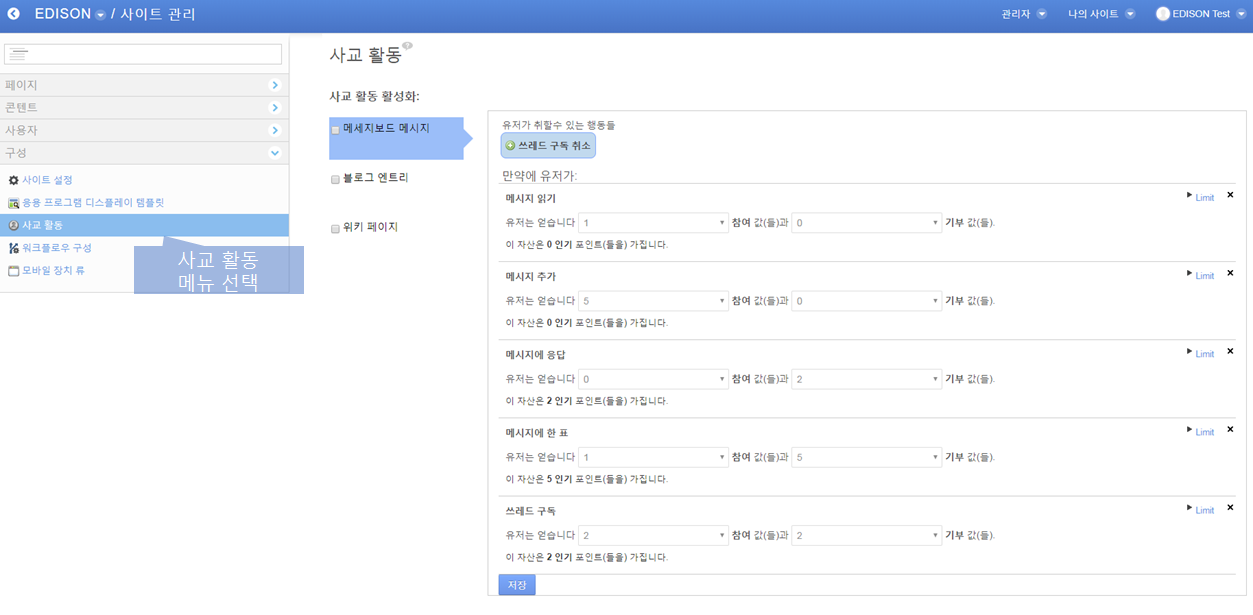 EDISON / 사이트 관리
관리자 나의 사이트 EDISON Test
페이지
콘텐트
사용자
구성
사이트 설정
응용 프로그램 디스플레이 템플릿
사교 활동
워크플로우 구성
모바일 장치 류
사교 활동
메뉴 선택
사교 활동 ?
사교 활동 활성화:
메세지보드 메시지
블로그 엔트리
위키 페이지
유저가 취할수 있는 행동들
쓰레드 구독 취소
만약에 유저가:
메시지 읽기 Limit
유저는 얻습니다 1 참여 값(들)과 0 기부 값(들).
이 자산은 0 인기 포인트(들을) 가집니다.
메시지 추가 Limit
유저는 얻습니다 5 참여 값(들)과 0 기부 값(들).
이 자산은 0 인기 포인트(들을) 가집니다.
메시지에 응답 Limit
유저는 얻습니다 0 참여 값(들)과 2 기부 값(들).
이 자산은 2 인기 포인트(들을) 가집니다.
메시지에 한 표 Limit
유저는 얻습니다 1 참여 값(들)과 5 기부 값(들).
이 자산은 5 인기 포인트(들을) 가집니다.
쓰레드 구독 Limit
유저는 얻습니다 2 참여 값(들)과 2 기부 값(들).
이 자산은 2 인기 포인트(들을) 가집니다.
저장